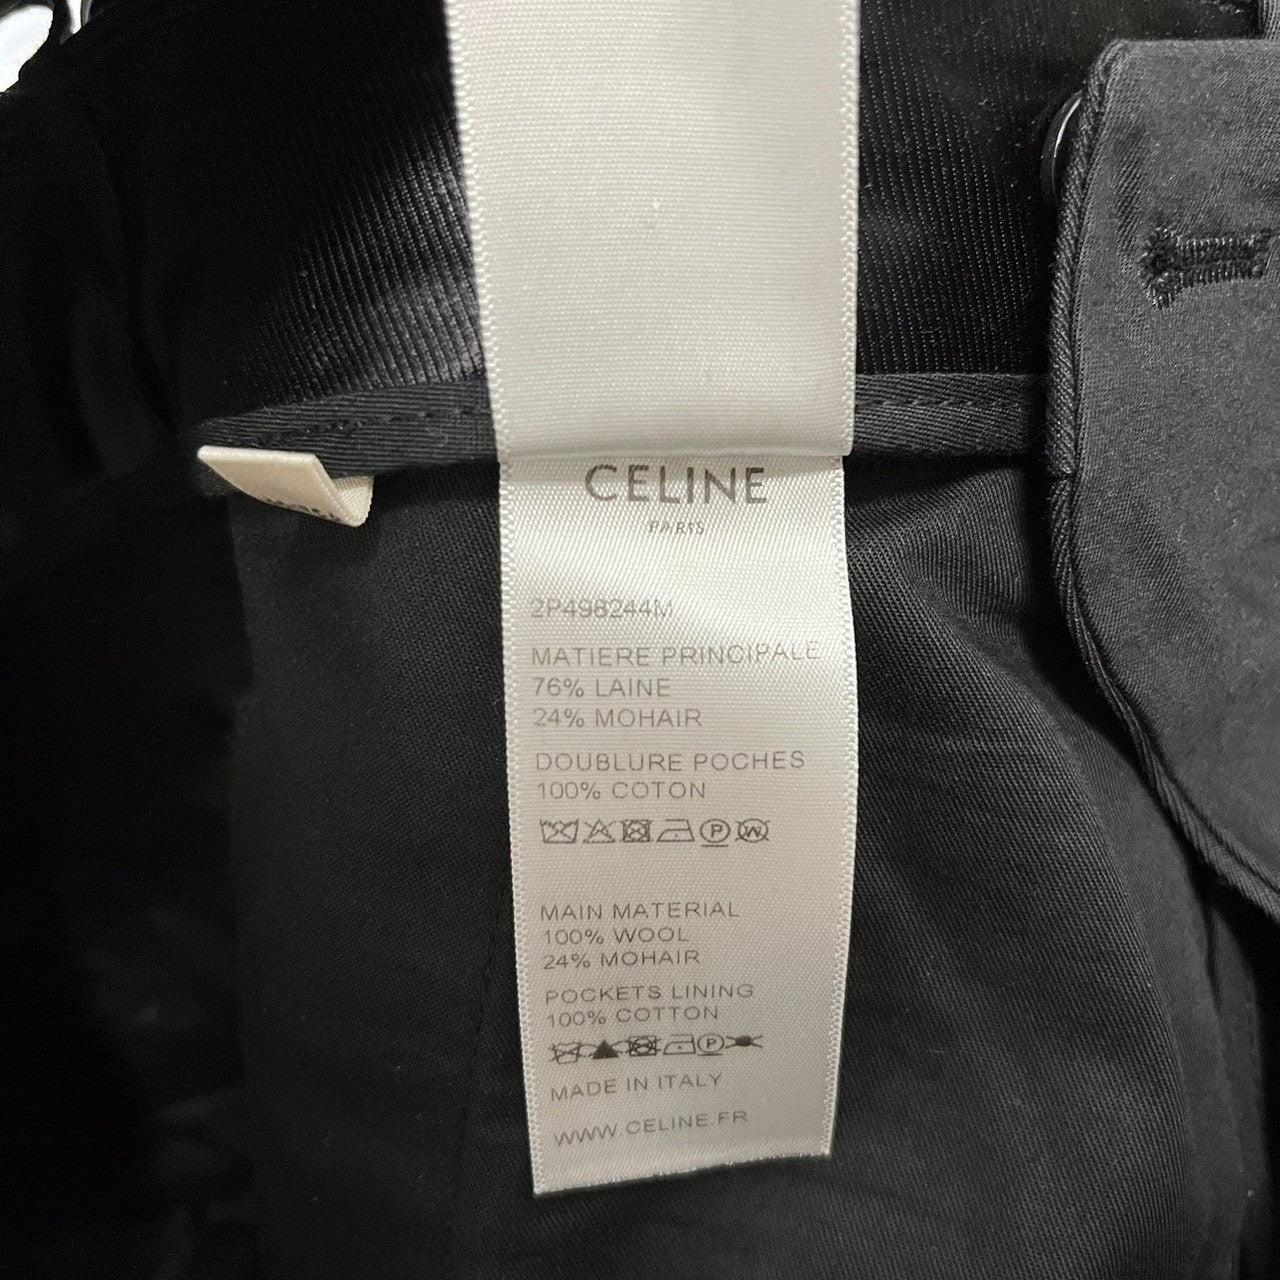 CELINE
PARIS
2P498244M
MATIERE PRINCIPALE
76% LAINE
24% MOHAIR
DOUBLURE POCHES
100% COTON
P W
MAIN MATERIAL
100% WOOL
24% MOHAIR
POCKETS LINING
100% COTTON
P
MADE IN ITALY
WWW.CELINE.FR